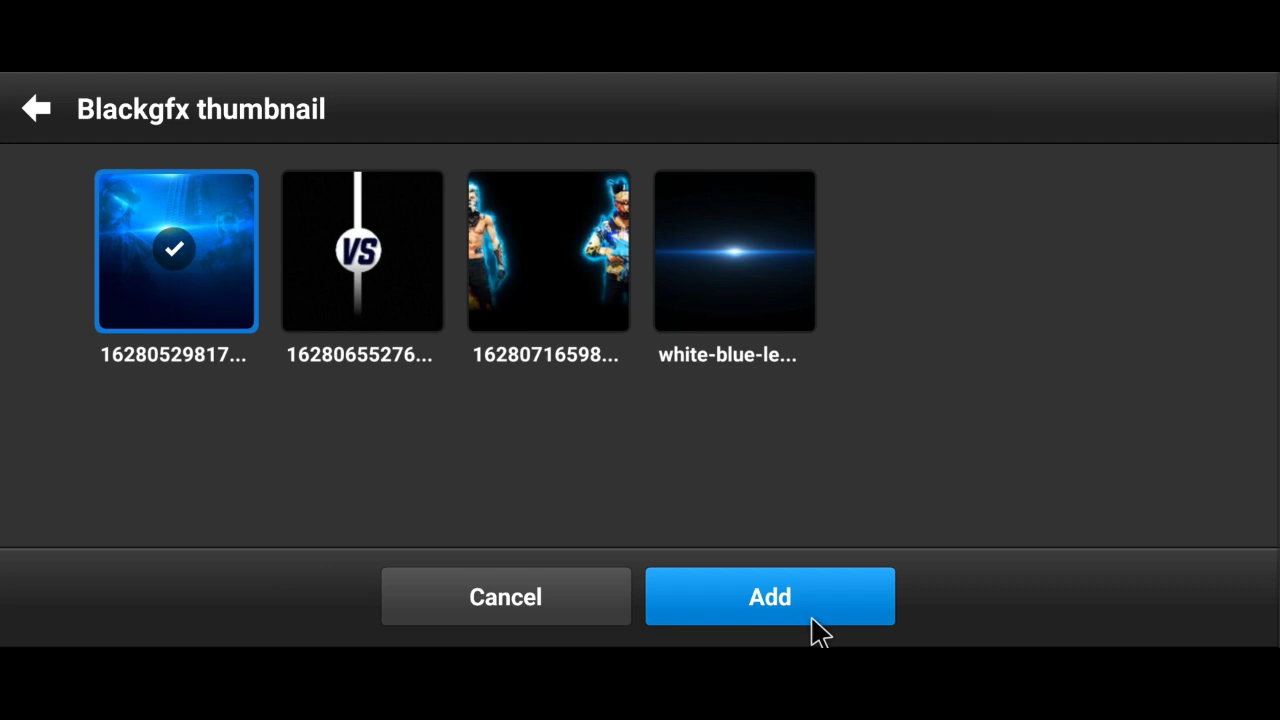 Blackgfx thumbnail
VS
16280529817...
16280655276...
16280716598...
white-blue-le...
Cancel
Add